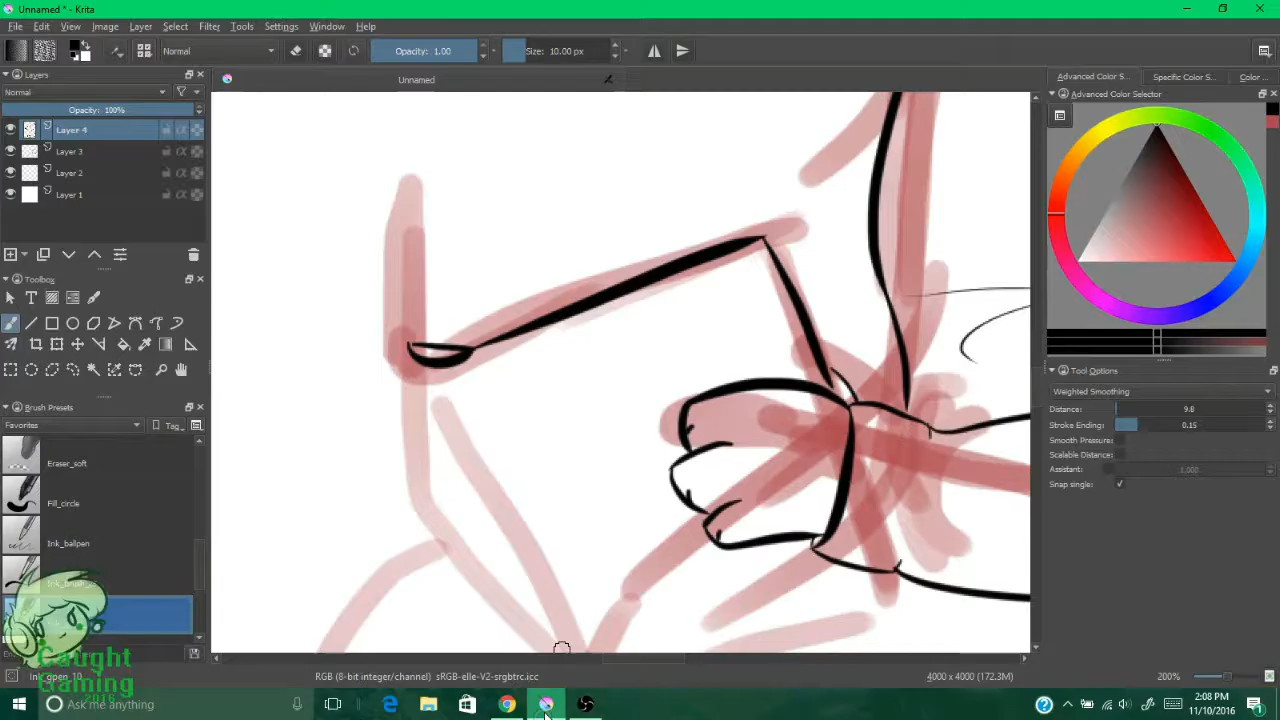 Unnamed * - Krita
File Edit View Image Layer Select Filter Tools Settings Window Help
Normal Opacity: 1.00 Size: 10.00 px
Layers Unnamed Advanced Color S... Specific Color S... Color ...
Normal Advanced Color Selector
Opacity: 100%
Layer 4
Layer 3
Layer 2
Layer 1
Toolbox
Tool Options
Weighted Smoothing
Brush Presets Distance: 9.8
Favorites Tag Stroke Ending: 0.15
Smooth Pressure:
Scalable Distance:
Eraser_soft Assistant: 1.000
Snap single:
Fill_circle
Ink_ballpen
Caught
Gaming
2016
RGB (8-bit integer/channel) sRGB-elle-V2-srgbtrc.icc 4000 x 4000 (172.3M) 200%
Ask me anything 2:08 PM
11/10/2016